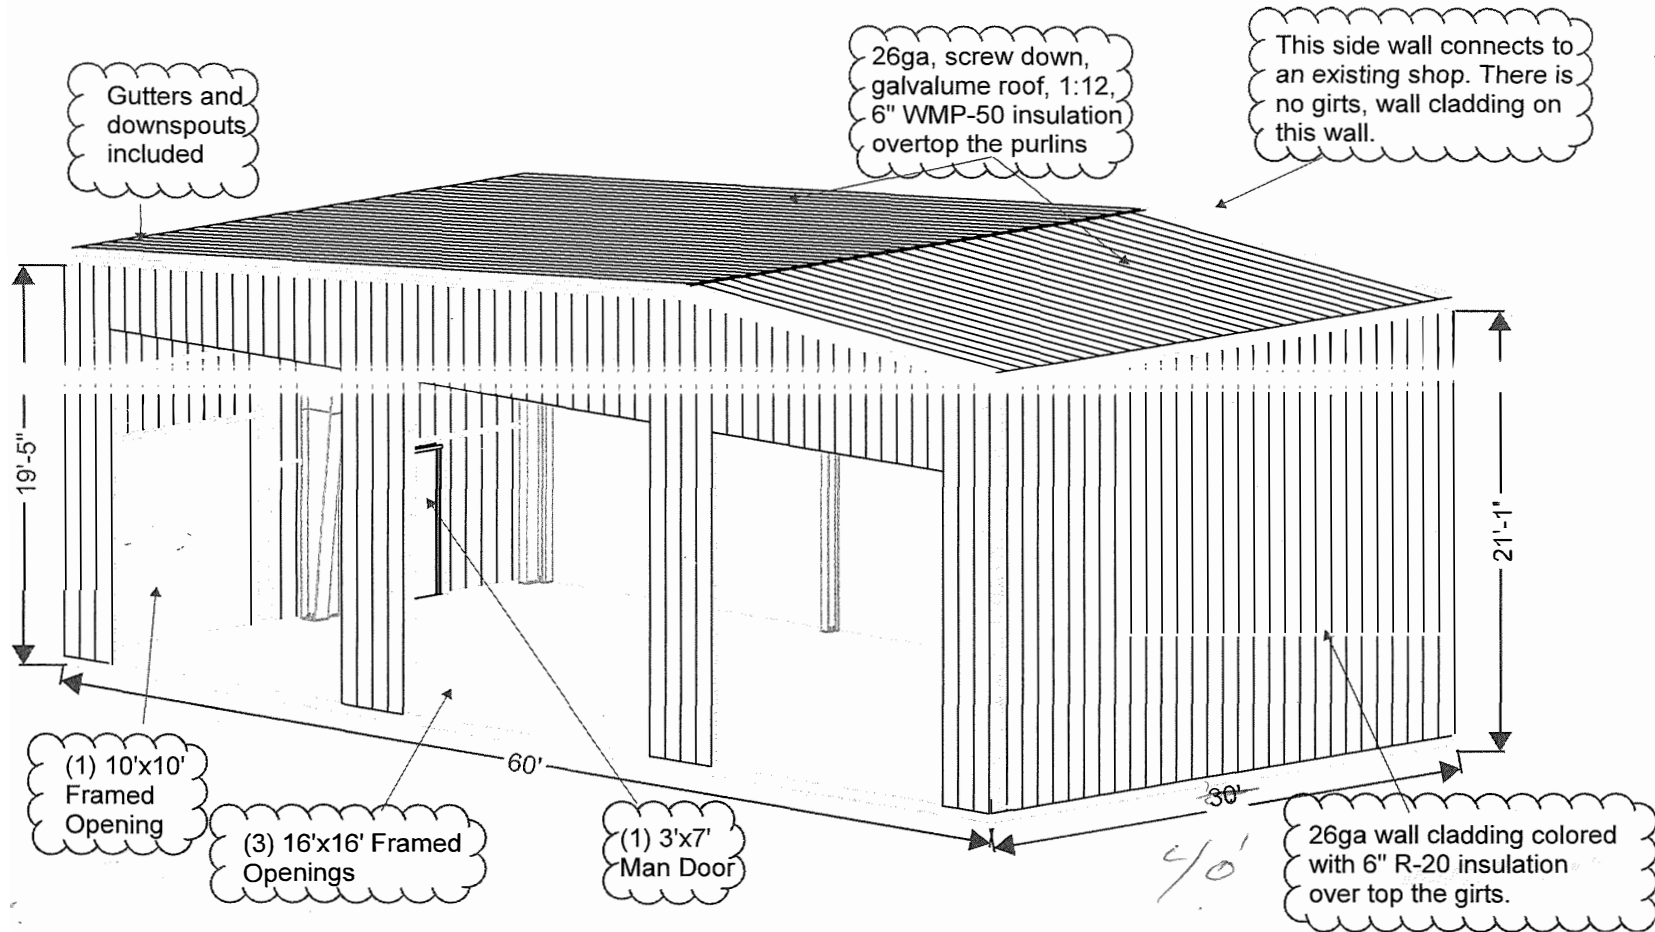 Gutters and
downspouts
included
26ga, screw down,
galvalume roof, 1:12,
6" WMP-50 insulation
overtop the purlins
This side wall connects to
an existing shop. There is
no girts, wall cladding on
this wall.
19'-5"
21'-1"
60'
30'
40'
(1) 10'x10'
Framed
Opening
(3) 16'x16' Framed
Openings
(1) 3'x7'
Man Door
26ga wall cladding colored
with 6" R-20 insulation
over top the girts.